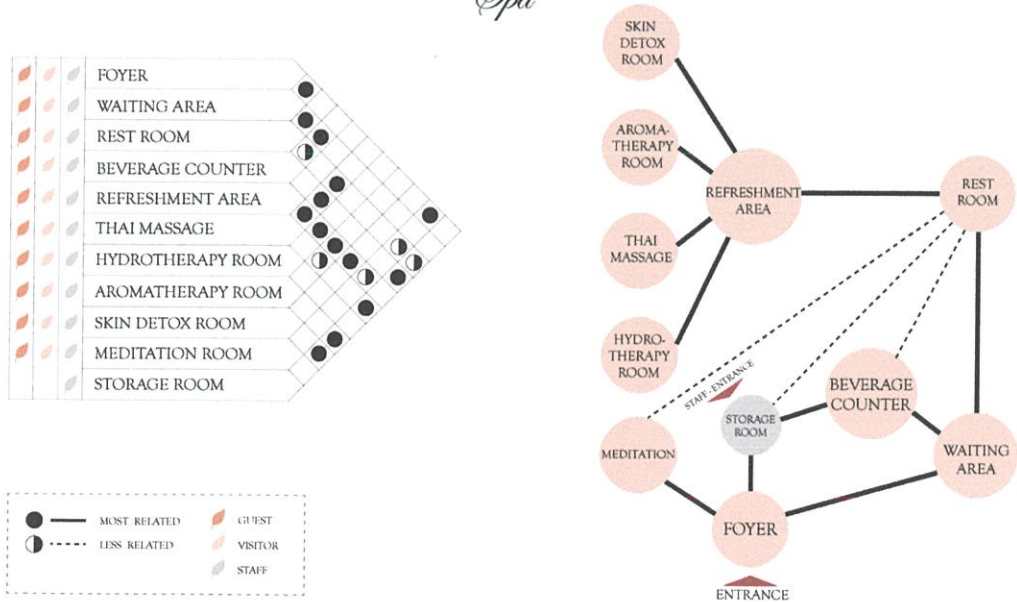 Spa
FOYER
WAITING AREA
REST ROOM
BEVERAGE COUNTER
REFRESHMENT AREA
THAI MASSAGE
HYDROTHERAPY ROOM
AROMATHERAPY ROOM
SKIN DETOX ROOM
MEDITATION ROOM
STORAGE ROOM
MOST RELATED
LESS RELATED
GUEST
VISITOR
STAFF
SKIN
DETOX
ROOM
AROMA-
THERAPY
ROOM
REFRESHMENT
AREA
REST
ROOM
THAI
MASSAGE
HYDRO-
THERAPY
ROOM
STAFF - ENTRANCE
BEVERAGE
COUNTER
STORAGE
ROOM
MEDITATION
WAITING
AREA
FOYER
ENTRANCE